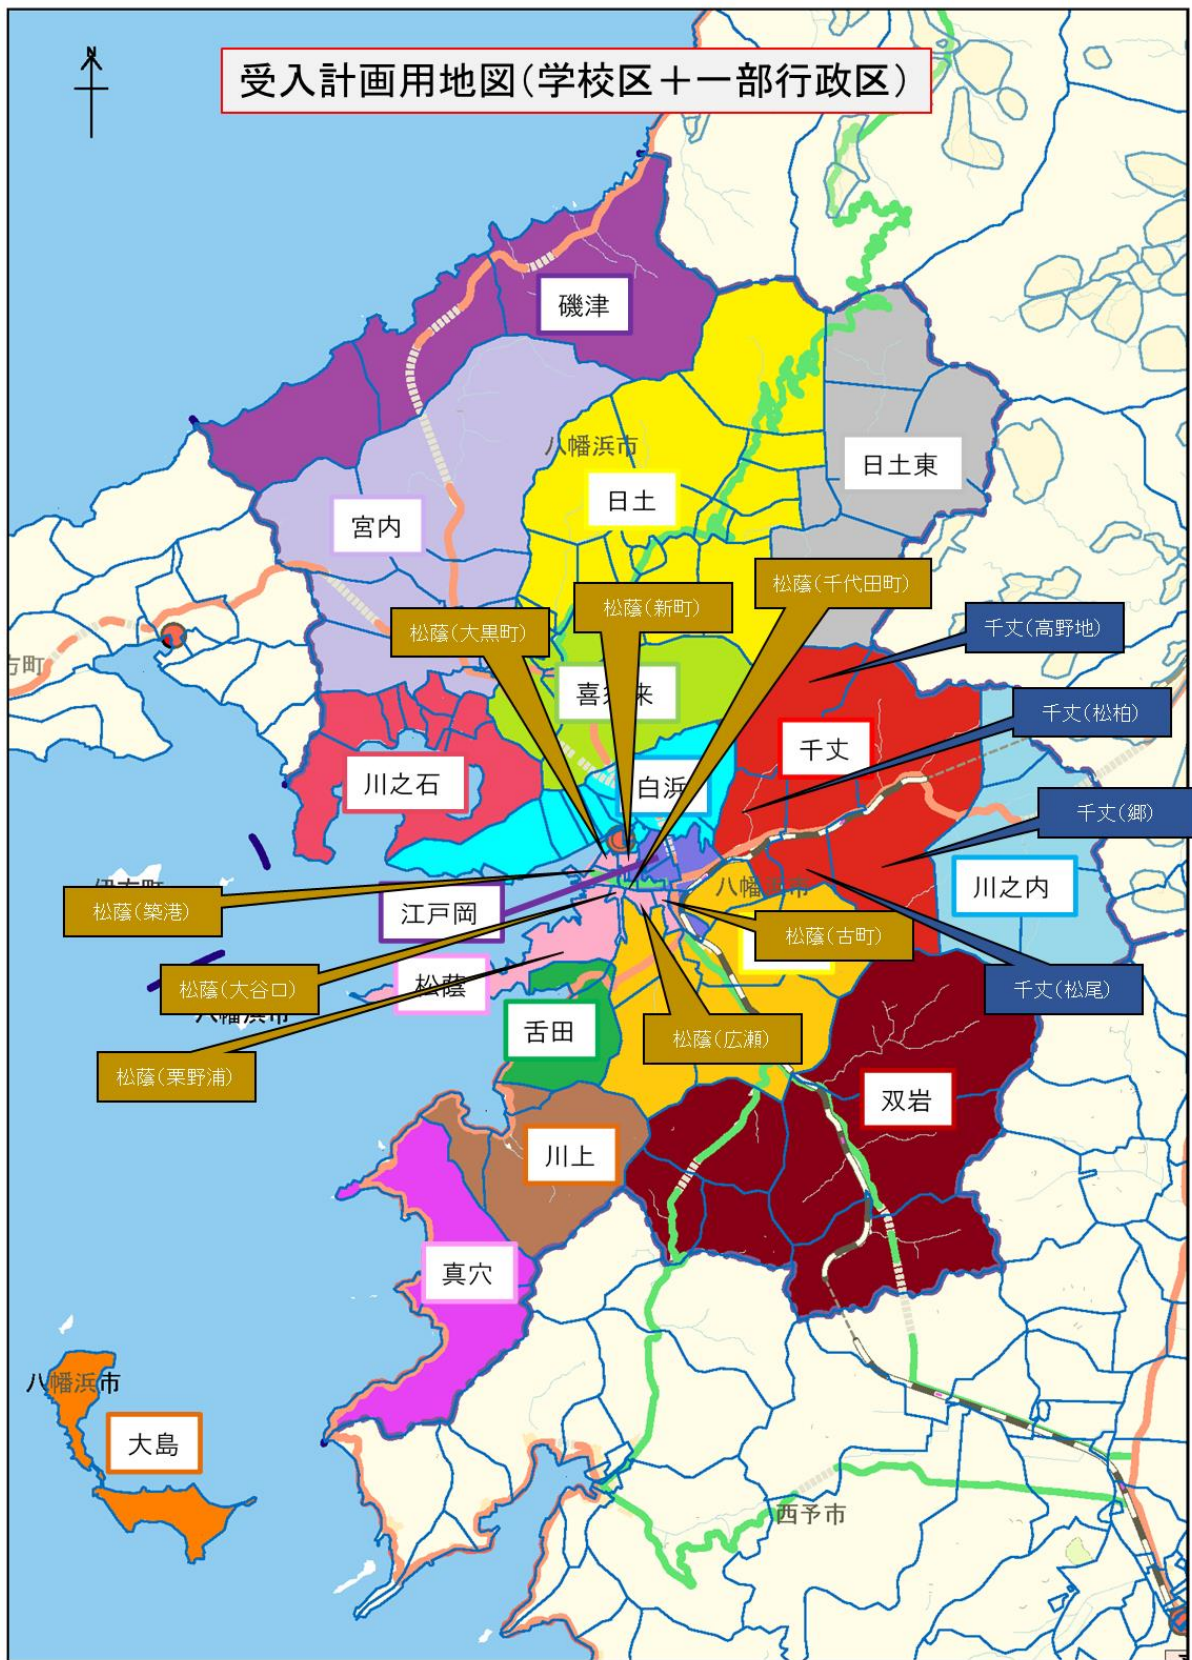 N
受入計画用地図(学校区＋一部行政区)
磯津
八幡浜市
日土東
日土
宮内
松蔭(千代田町)
松蔭(新町)
松蔭(大黒町)
千丈(高野地)
方町
千丈(松柏)
千丈
川之石
白浜
千丈(郷)
川之内
八幡浜市
松蔭(築港)
江戸岡
松蔭(古町)
松蔭(大谷口)
松蔭
千丈(松尾)
八幡浜市
舌田
松蔭(広瀬)
松蔭(栗野浦)
双岩
川上
真穴
八幡浜市
大島
西予市